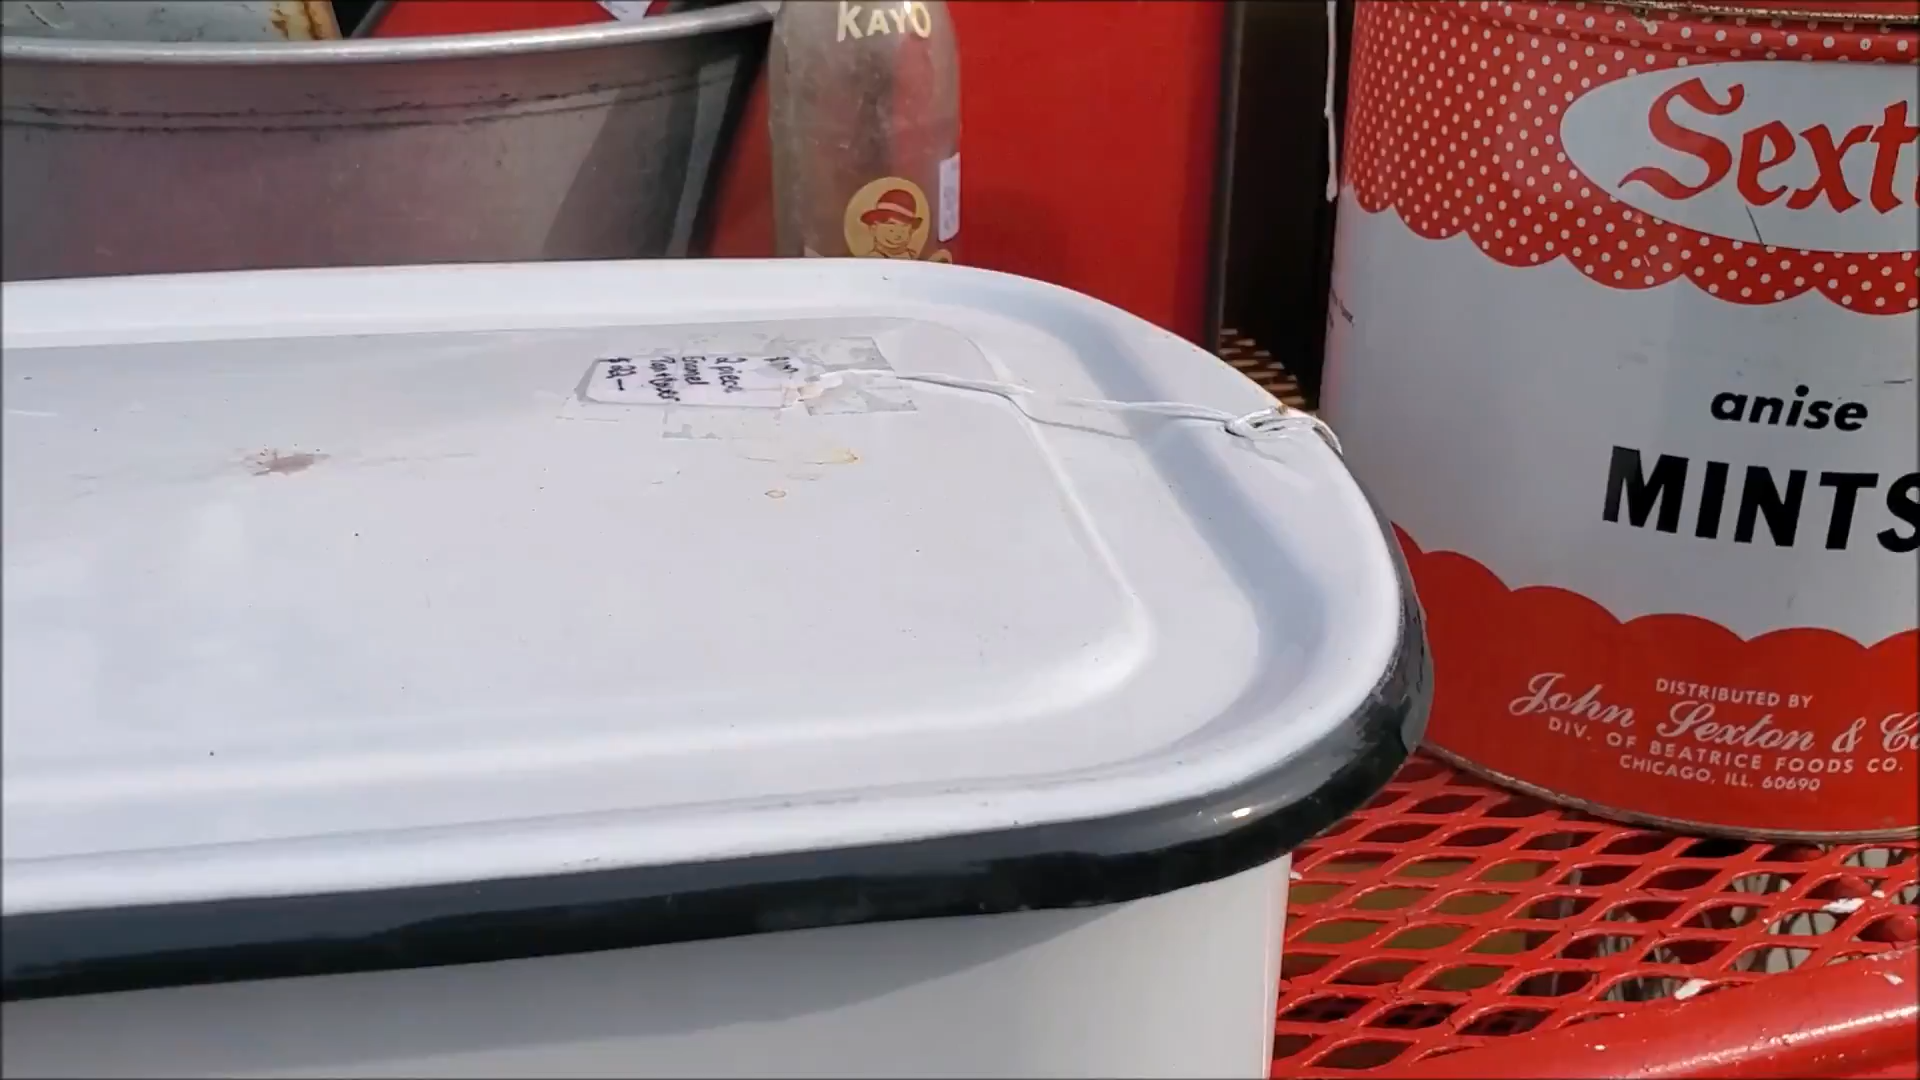 KAYO
Sext
anise
MINTS
DISTRIBUTED BY
John Sexton & C
DIV. OF BEATRICE FOODS CO.
CHICAGO, ILL. 60690
2 piece
Enamel